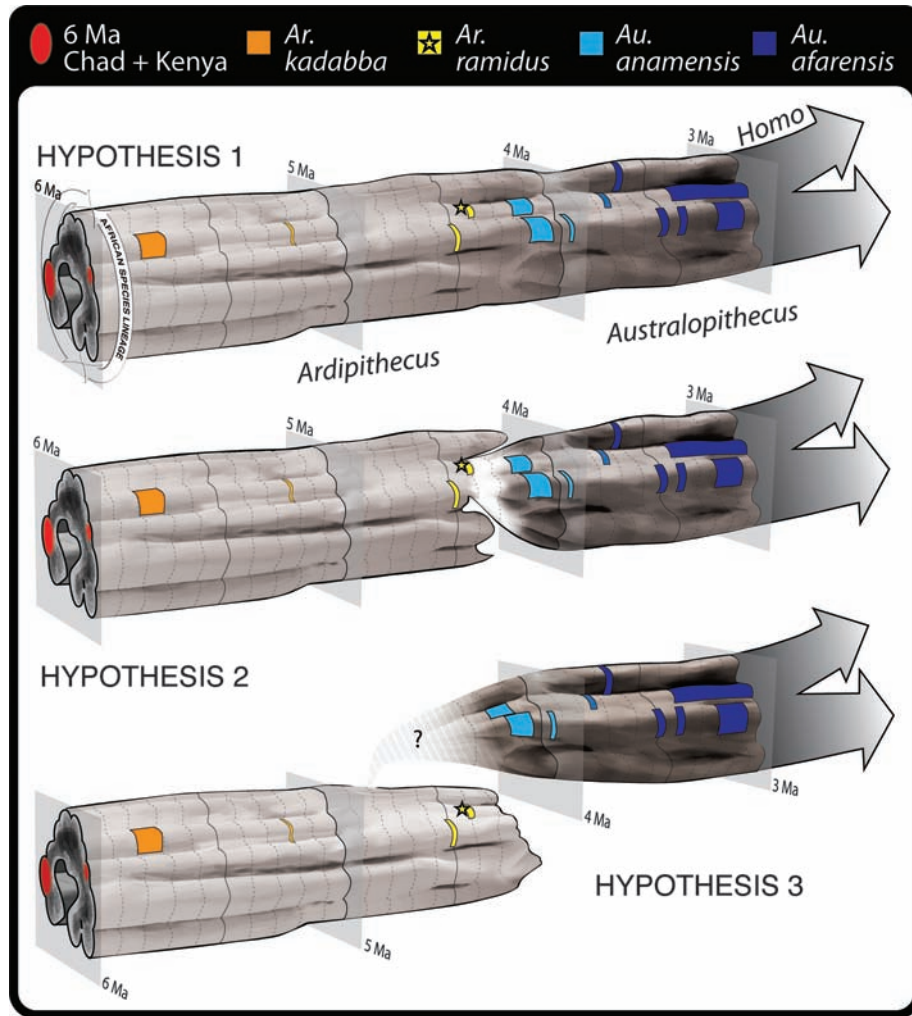 6 Ma
Chad + Kenya
Ar.
kadabba
Ar.
ramidus
Au.
anamensis
Au.
afarensis
HYPOTHESIS 1
6 Ma
5 Ma
4 Ma
3 Ma
Homo
AFRICAN SPECIES LINEAGE
Ardipithecus
Australopithecus
6 Ma
5 Ma
4 Ma
3 Ma
HYPOTHESIS 2
?
3 Ma
4 Ma
HYPOTHESIS 3
5 Ma
6 Ma